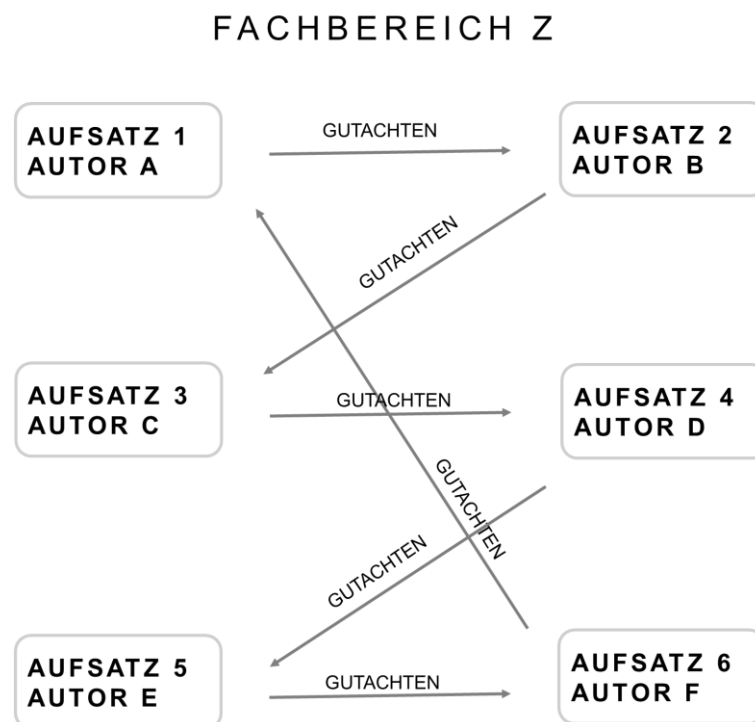 FACHBEREICH Z
AUFSATZ 1
AUTOR A
GUTACHTEN
AUFSATZ 2
AUTOR B
GUTACHTEN
AUFSATZ 3
AUTOR C
GUTACHTEN
AUFSATZ 4
AUTOR D
GUTACHTEN
GUTACHTEN
AUFSATZ 5
AUTOR E
GUTACHTEN
AUFSATZ 6
AUTOR F